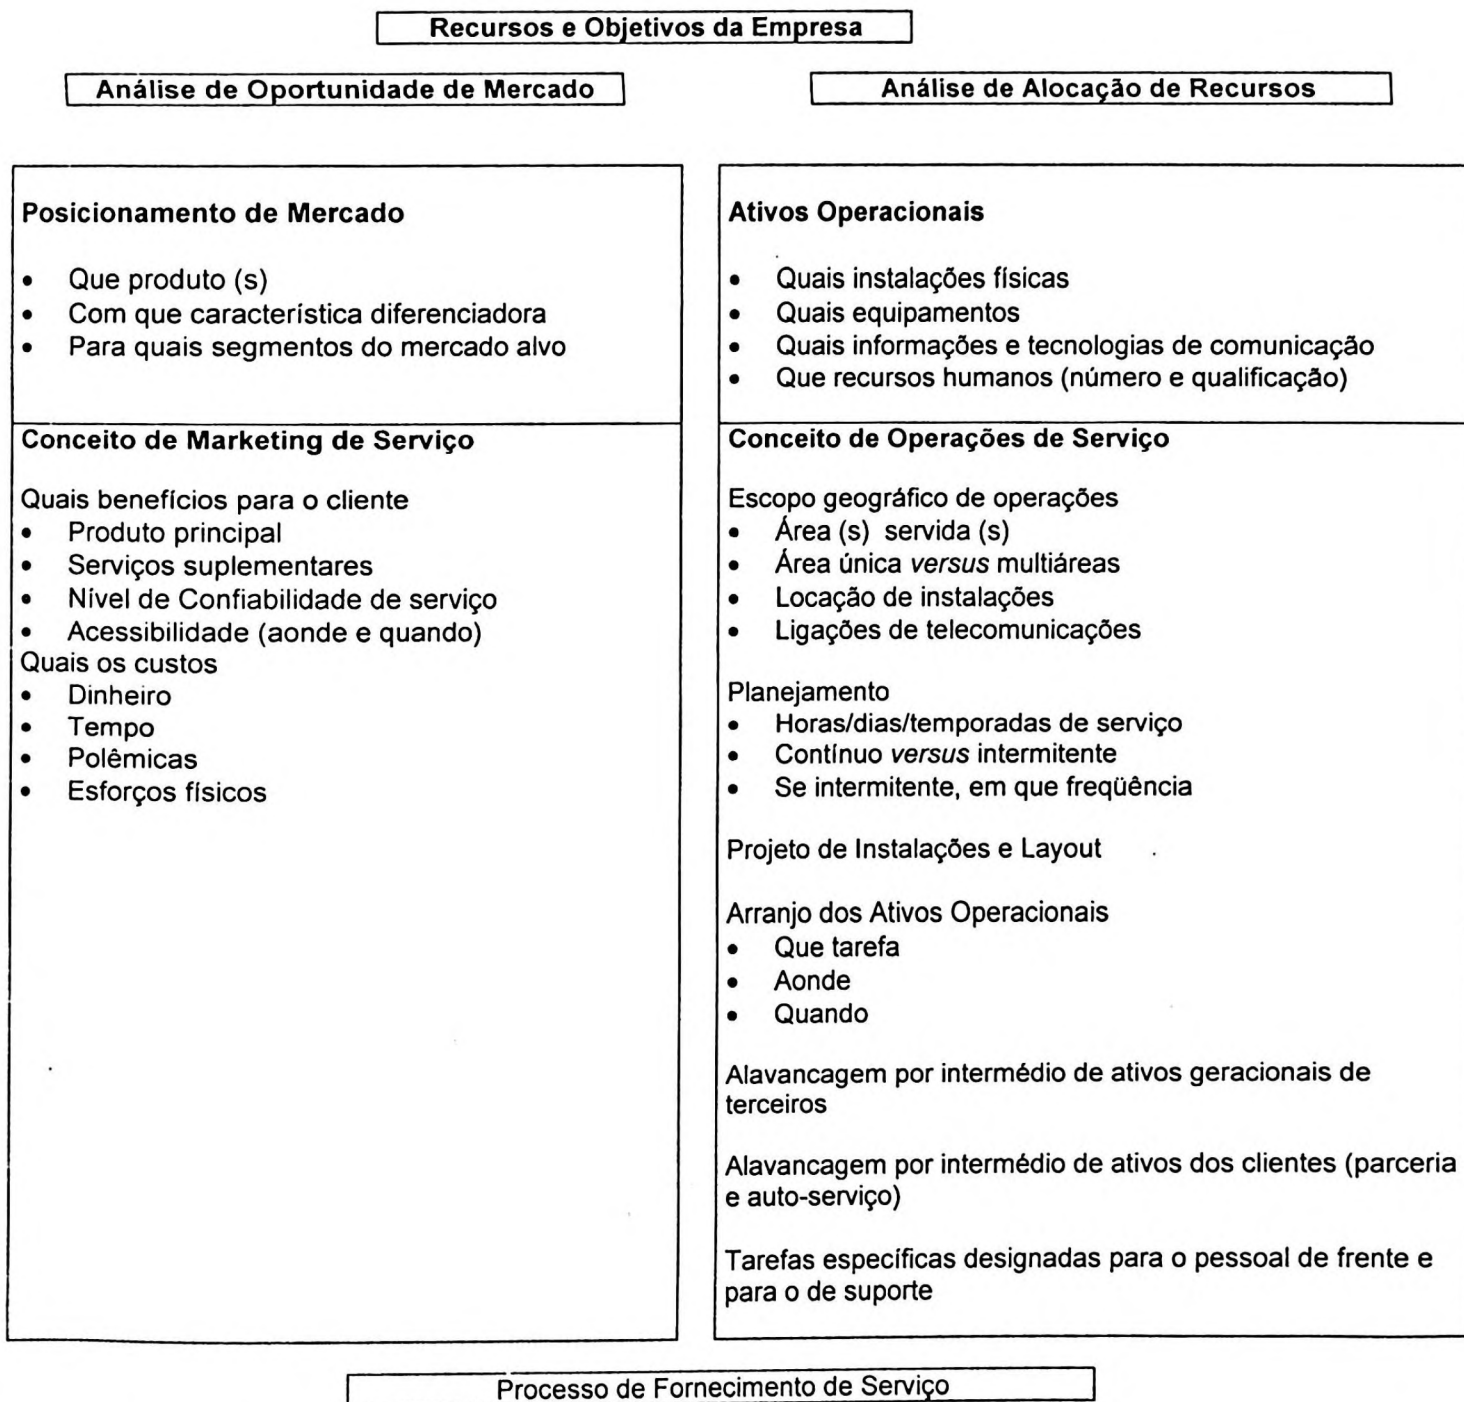 Recursos e Objetivos da Empresa
Análise de Oportunidade de Mercado
Análise de Alocação de Recursos
Posicionamento de Mercado
• Que produto (s)
• Com que característica diferenciadora
• Para quais segmentos do mercado alvo
Conceito de Marketing de Serviço
Quais benefícios para o cliente
• Produto principal
• Serviços suplementares
• Nível de Confiabilidade de serviço
• Acessibilidade (aonde e quando)
Quais os custos
• Dinheiro
• Tempo
• Polêmicas
• Esforços físicos
Ativos Operacionais
• Quais instalações físicas
• Quais equipamentos
• Quais informações e tecnologias de comunicação
• Que recursos humanos (número e qualificação)
Conceito de Operações de Serviço
Escopo geográfico de operações
• Área (s) servida (s)
• Área única versus multiáreas
• Locação de instalações
• Ligações de telecomunicações
Planejamento
• Horas/dias/temporadas de serviço
• Contínuo versus intermitente
• Se intermitente, em que freqüência
Projeto de Instalações e Layout
Arranjo dos Ativos Operacionais
• Que tarefa
• Aonde
• Quando
Alavancagem por intermédio de ativos geracionais de
terceiros
Alavancagem por intermédio de ativos dos clientes (parceria
e auto-serviço)
Tarefas específicas designadas para o pessoal de frente e
para o de suporte
Processo de Fornecimento de Serviço